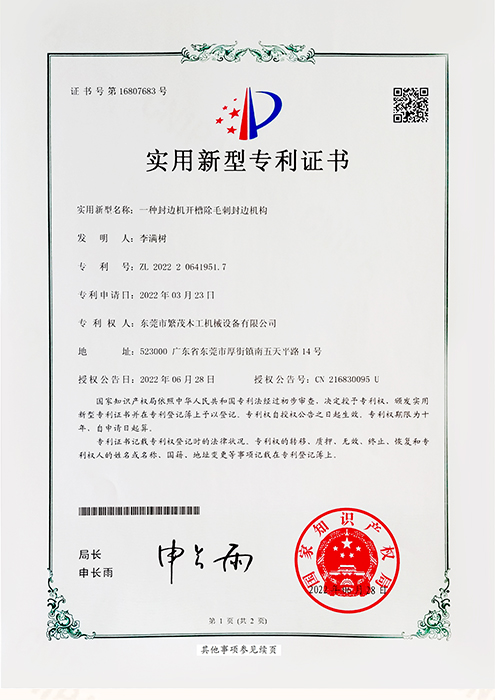 证书号第16807683号
实用新型专利证书
实用新型名称：一种封边机开槽除毛刺封边机构
发明人：李满树
专利号：ZL 2022 2 0641951.7
专利申请日：2022年03月23日
专利权人：东莞市繁茂木工机械设备有限公司
地址：523000 广东省东莞市厚街镇南五天平路14号
授权公告日：2022年06月28日 授权公告号：CN 216830095 U
国家知识产权局依照中华人民共和国专利法经过初步审查，决定授予专利权，颁发实用
新型专利证书并在专利登记簿上予以登记。专利权自授权公告之日起生效。专利权期限为十
年，自申请日起算。
专利证书记载专利权登记时的法律状况。专利权的转移、质押、无效、终止、恢复和专利
权人的姓名或名称、国籍、地址变更等事项记载在专利登记簿上。
局长
申长雨
申长雨
国家知识产权局
2022年06月28日
第1页(共2页)
其他事项参见续页